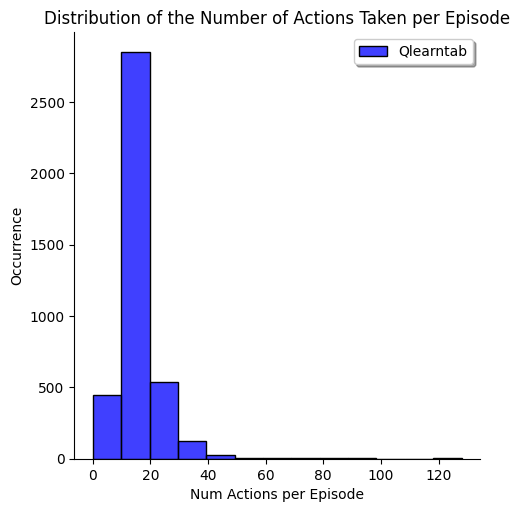 Distribution of the Number of Actions Taken per Episode
Qlearntab
Occurrence
2500
2000
1500
1000
500
0
0 20 40 60 80 100 120
Num Actions per Episode